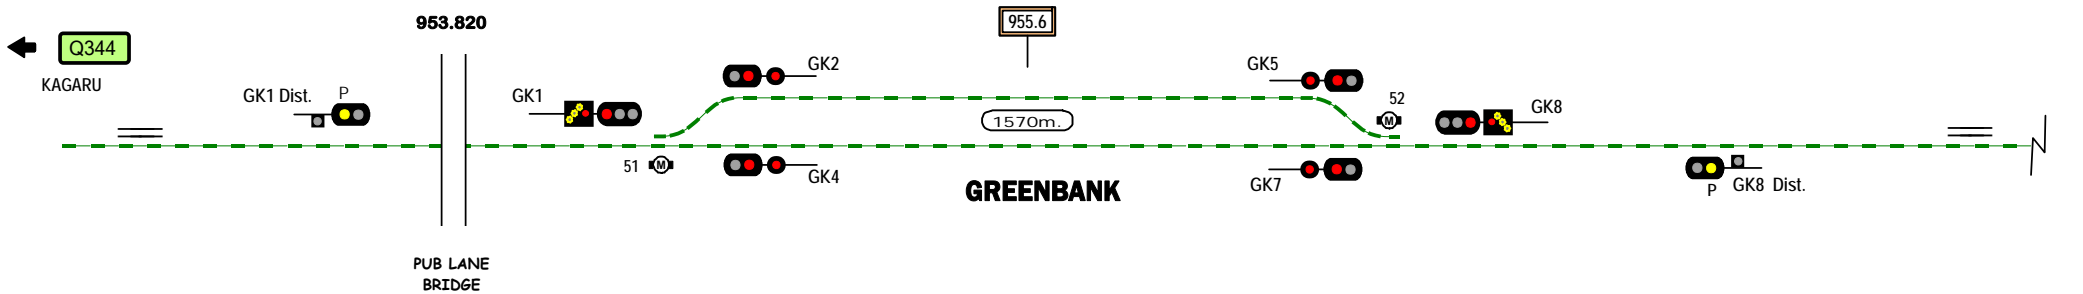 953.820
955.6
Q344
KAGARU
GK1 Dist.
P
GK1
GK2
GK5
52
GK8
1570m.
51
M
M
GK4
GREENBANK
GK7
P
GK8 Dist.
PUB LANE
BRIDGE